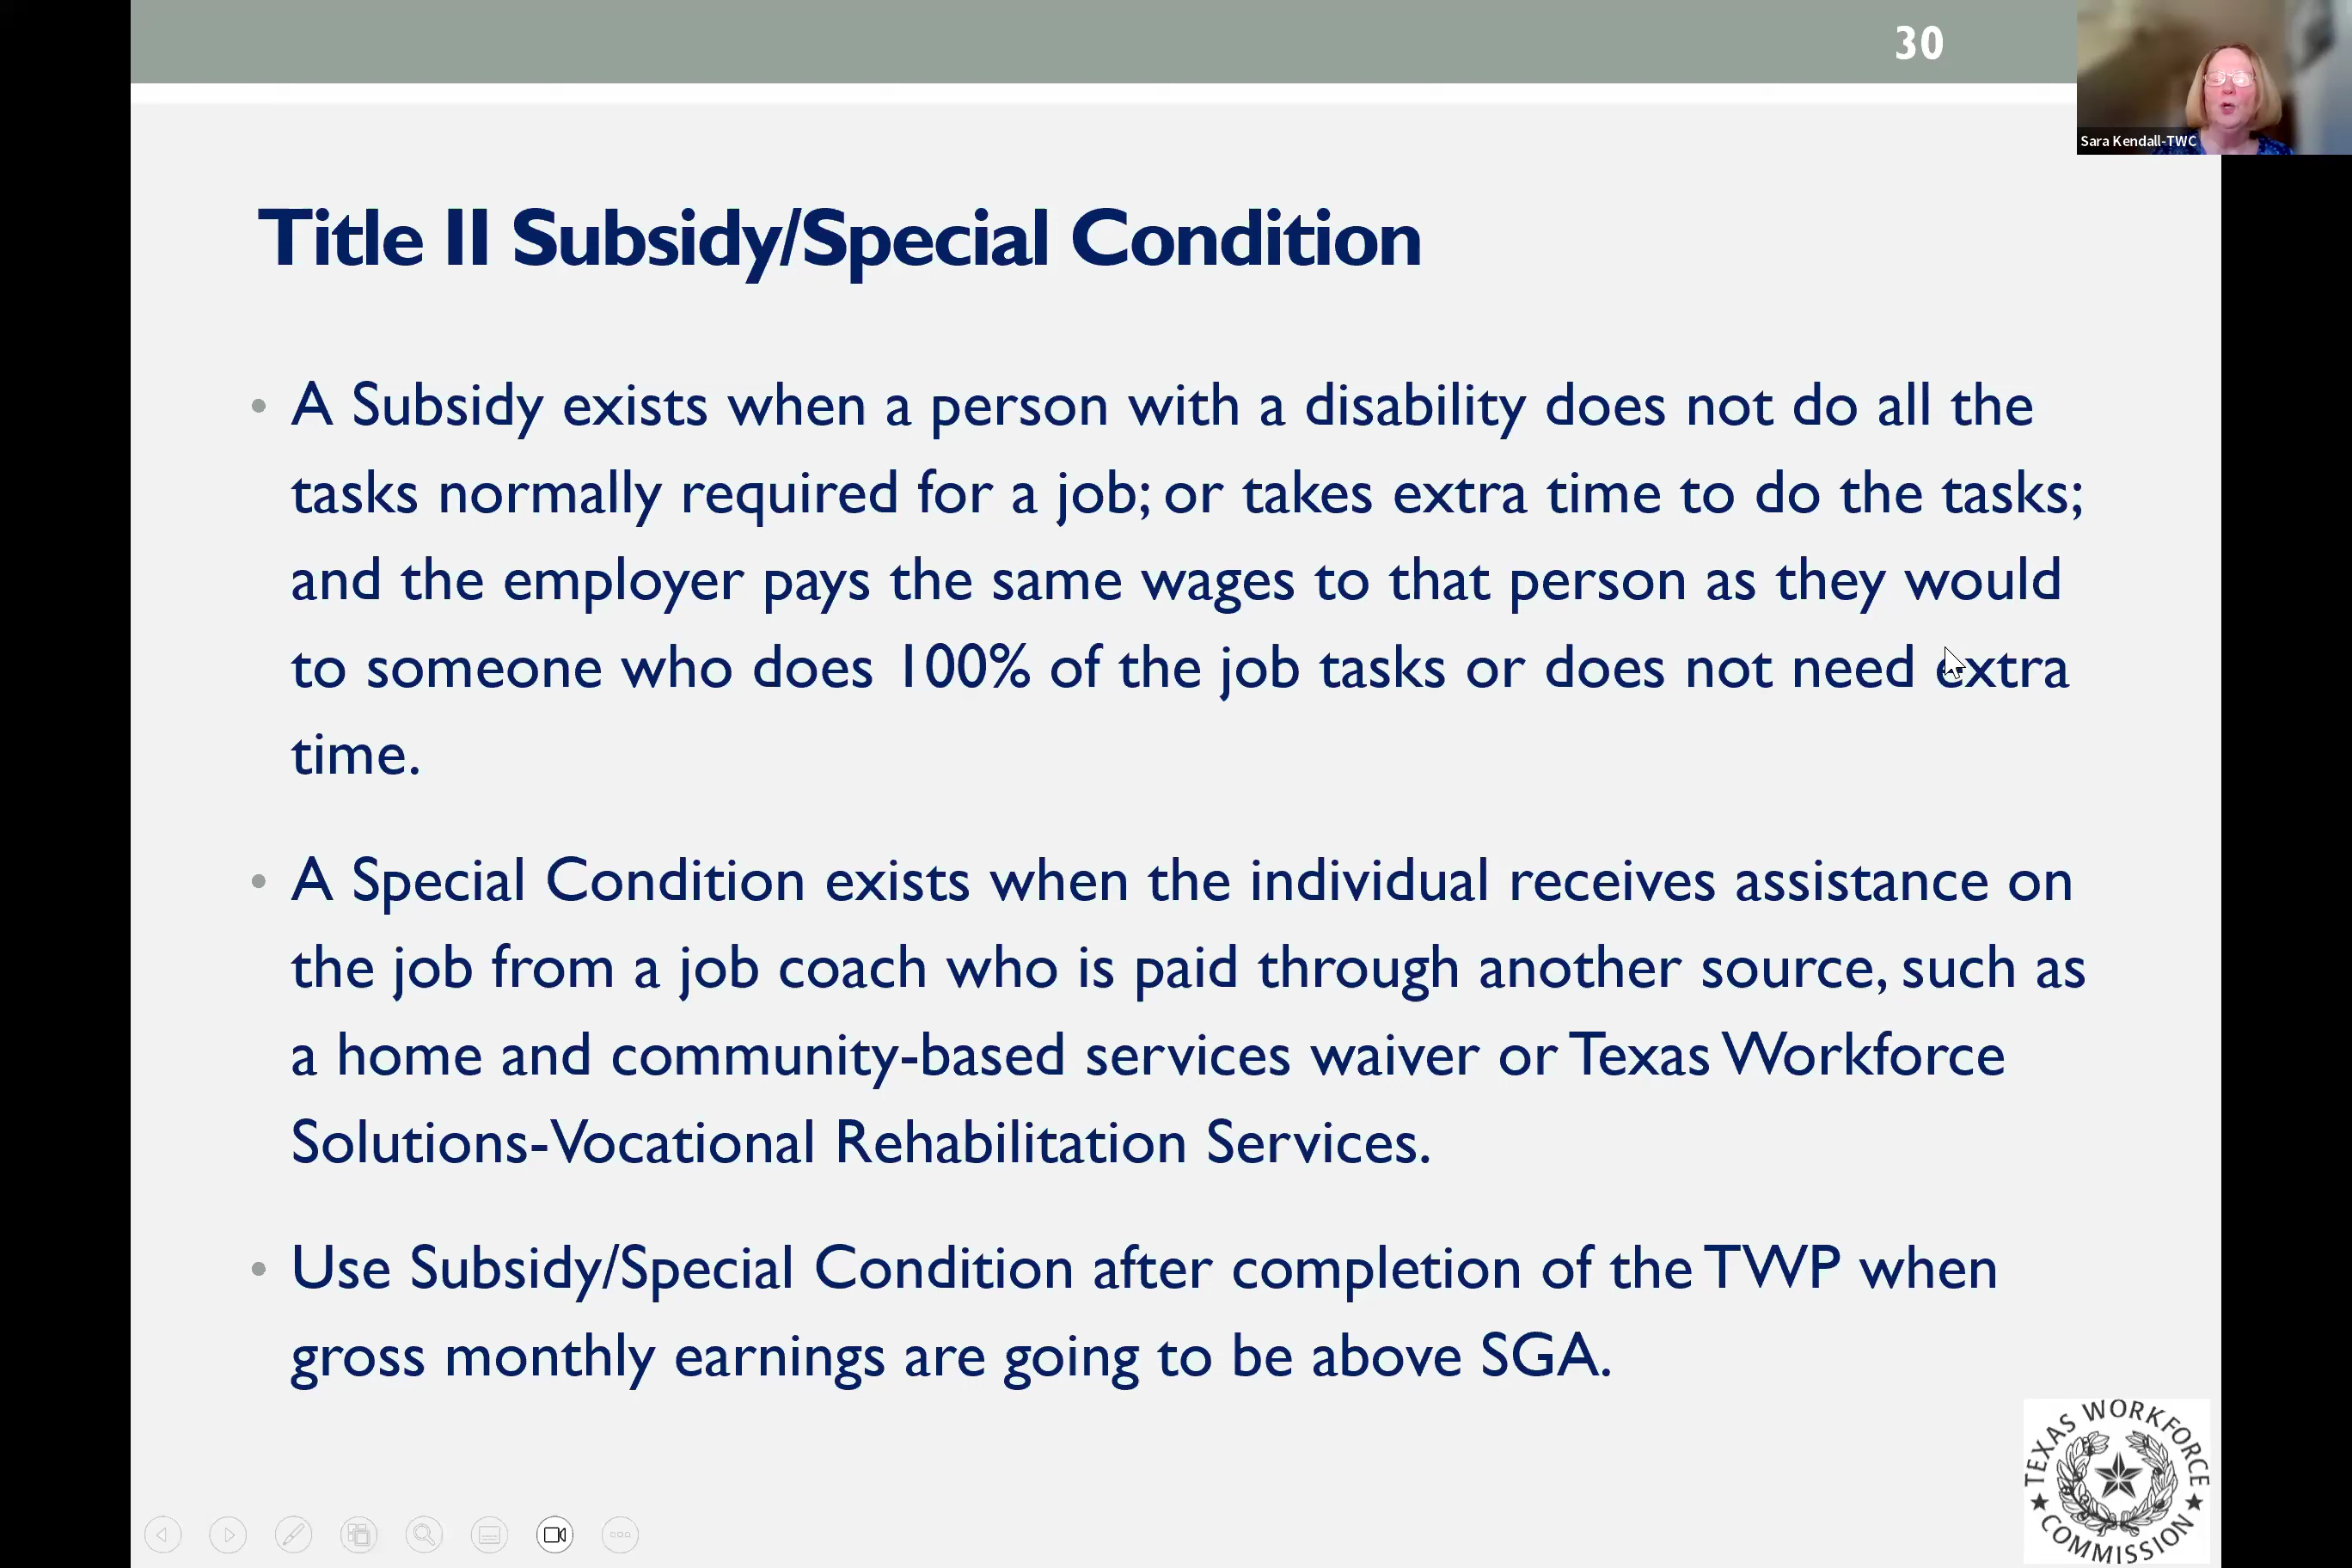 30
Sara Kendall-TWC
Title II Subsidy/Special Condition
• A Subsidy exists when a person with a disability does not do all the
tasks normally required for a job; or takes extra time to do the tasks;
and the employer pays the same wages to that person as they would
to someone who does 100% of the job tasks or does not need extra
time.
• A Special Condition exists when the individual receives assistance on
the job from a job coach who is paid through another source, such as
a home and community-based services waiver or Texas Workforce
Solutions-Vocational Rehabilitation Services.
• Use Subsidy/Special Condition after completion of the TWP when
gross monthly earnings are going to be above SGA.
TEXAS WORKFORCE
COMMISSION